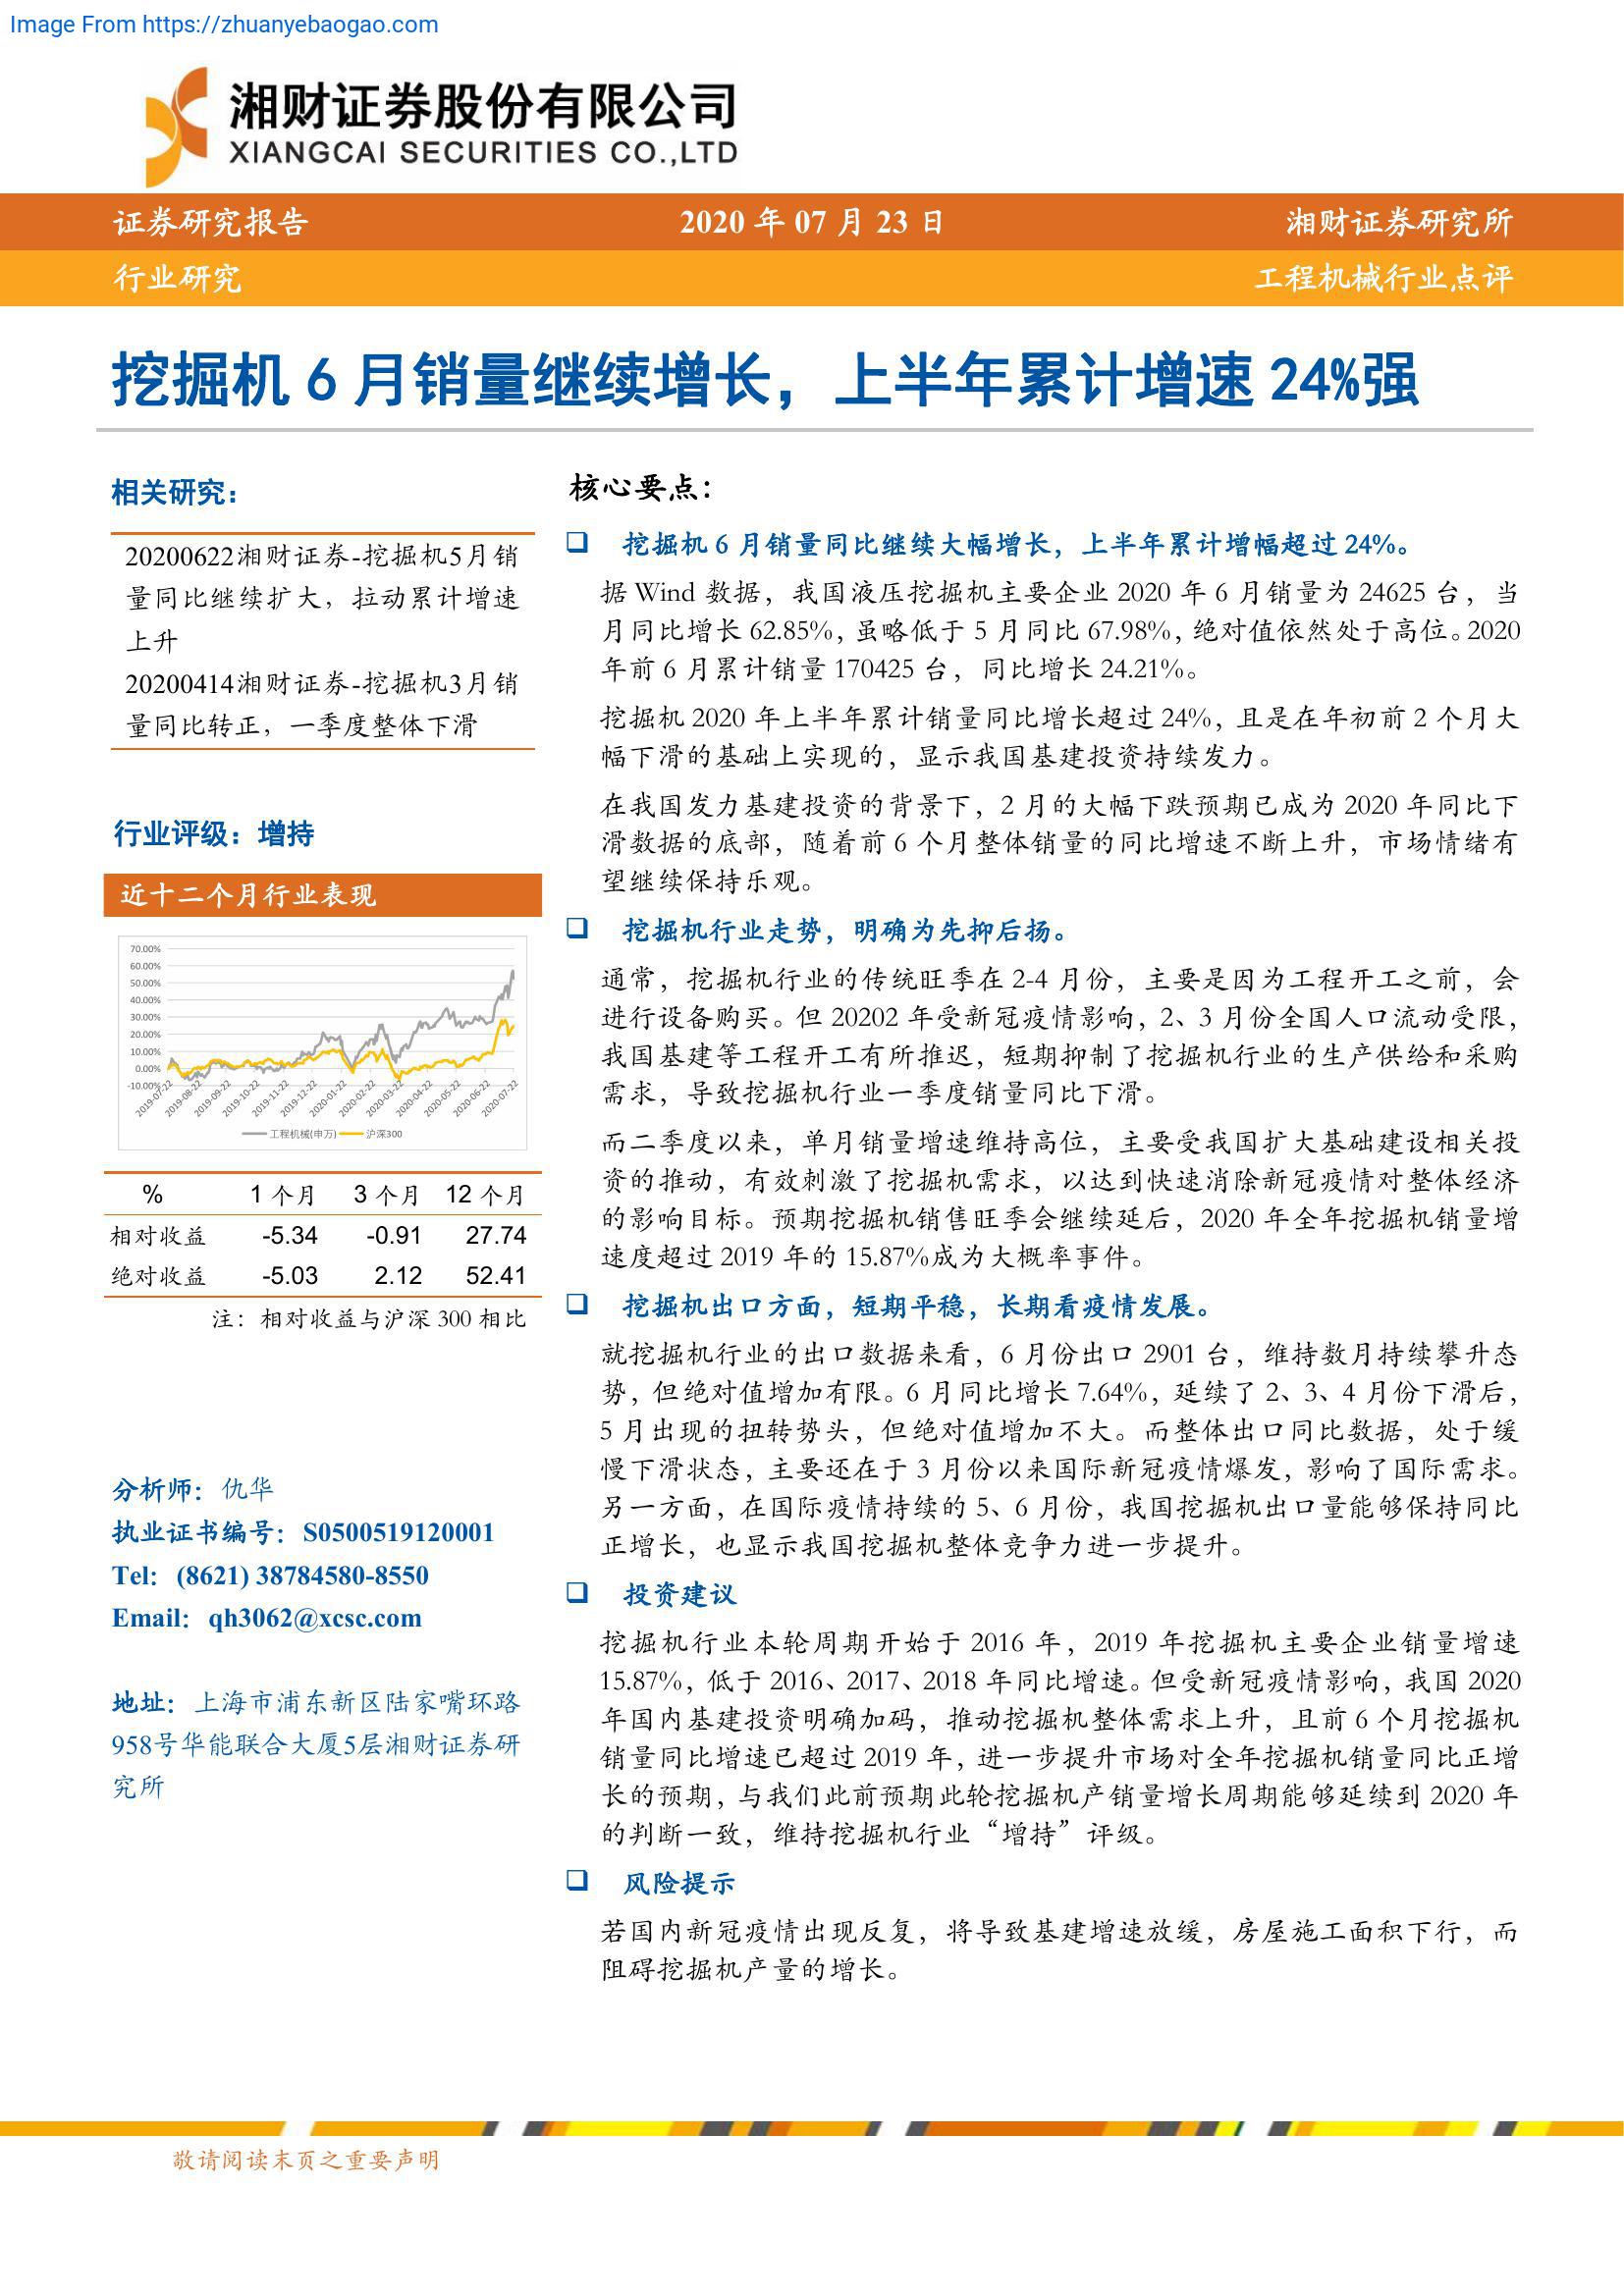 Image From https://zhuanyebaogao.com
湘财证券股份有限公司
XIANGCAI SECURITIES CO.,LTD
证券研究报告
2020 年 07 月 23 日
湘财证券研究所
行业研究
工程机械行业点评
挖掘机 6 月销量继续增长，上半年累计增速 24%强
相关研究：
20200622湘财证券-挖掘机5月销
量同比继续扩大，拉动累计增速
上升
20200414湘财证券-挖掘机3月销
量同比转正，一季度整体下滑
行业评级：增持
近十二个月行业表现
70.00%
60.00%
50.00%
40.00%
30.00%
20.00%
10.00%
0.00%
-10.00%
2019-07-22
2019-08-22
2019-09-22
2019-10-22
2019-11-22
2019-12-22
2020-01-22
2020-02-22
2020-03-22
2020-04-22
2020-05-22
2020-06-22
2020-07-22
工程机械(申万)
沪深300
% 1 个月 3 个月 12 个月
相对收益 -5.34 -0.91 27.74
绝对收益 -5.03 2.12 52.41
注：相对收益与沪深 300 相比
分析师：仇华
执业证书编号：S0500519120001
Tel: (8621) 38784580-8550
Email: qh3062@xcsc.com
地址：上海市浦东新区陆家嘴环路
958号华能联合大厦5层湘财证券研
究所
核心要点：
❑ 挖掘机 6 月销量同比继续大幅增长，上半年累计增幅超过 24%。
据 Wind 数据，我国液压挖掘机主要企业 2020 年 6 月销量为 24625 台，当
月同比增长 62.85%，虽略低于 5 月同比 67.98%，绝对值依然处于高位。2020
年前 6 月累计销量 170425 台，同比增长 24.21%。
挖掘机 2020 年上半年累计销量同比增长超过 24%，且是在年初前 2 个月大
幅下滑的基础上实现的，显示我国基建投资持续发力。
在我国发力基建投资的背景下，2 月的大幅下跌预期已成为 2020 年同比下
滑数据的底部，随着前 6 个月整体销量的同比增速不断上升，市场情绪有
望继续保持乐观。
❑ 挖掘机行业走势，明确为先抑后扬。
通常，挖掘机行业的传统旺季在 2-4 月份，主要是因为工程开工之前，会
进行设备购买。但 20202 年受新冠疫情影响，2、3 月份全国人口流动受限，
我国基建等工程开工有所推迟，短期抑制了挖掘机行业的生产供给和采购
需求，导致挖掘机行业一季度销量同比下滑。
而二季度以来，单月销量增速维持高位，主要受我国扩大基础建设相关投
资的推动，有效刺激了挖掘机需求，以达到快速消除新冠疫情对整体经济
的影响目标。预期挖掘机销售旺季会继续延后，2020 年全年挖掘机销量增
速度超过 2019 年的 15.87%成为大概率事件。
❑ 挖掘机出口方面，短期平稳，长期看疫情发展。
就挖掘机行业的出口数据来看，6 月份出口 2901 台，维持数月持续攀升态
势，但绝对值增加有限。6 月同比增长 7.64%，延续了 2、3、4 月份下滑后，
5 月出现的扭转势头，但绝对值增加不大。而整体出口同比数据，处于缓
慢下滑状态，主要还在于 3 月份以来国际新冠疫情爆发，影响了国际需求。
另一方面，在国际疫情持续的 5、6 月份，我国挖掘机出口量能够保持同比
正增长，也显示我国挖掘机整体竞争力进一步提升。
❑ 投资建议
挖掘机行业本轮周期开始于 2016 年，2019 年挖掘机主要企业销量增速
15.87%，低于 2016、2017、2018 年同比增速。但受新冠疫情影响，我国 2020
年国内基建投资明确加码，推动挖掘机整体需求上升，且前 6 个月挖掘机
销量同比增速已超过 2019 年，进一步提升市场对全年挖掘机销量同比正增
长的预期，与我们此前预期此轮挖掘机产销量增长周期能够延续到 2020 年
的判断一致，维持挖掘机行业“增持”评级。
❑ 风险提示
若国内新冠疫情出现反复，将导致基建增速放缓，房屋施工面积下行，而
阻碍挖掘机产量的增长。
敬请阅读末页之重要声明